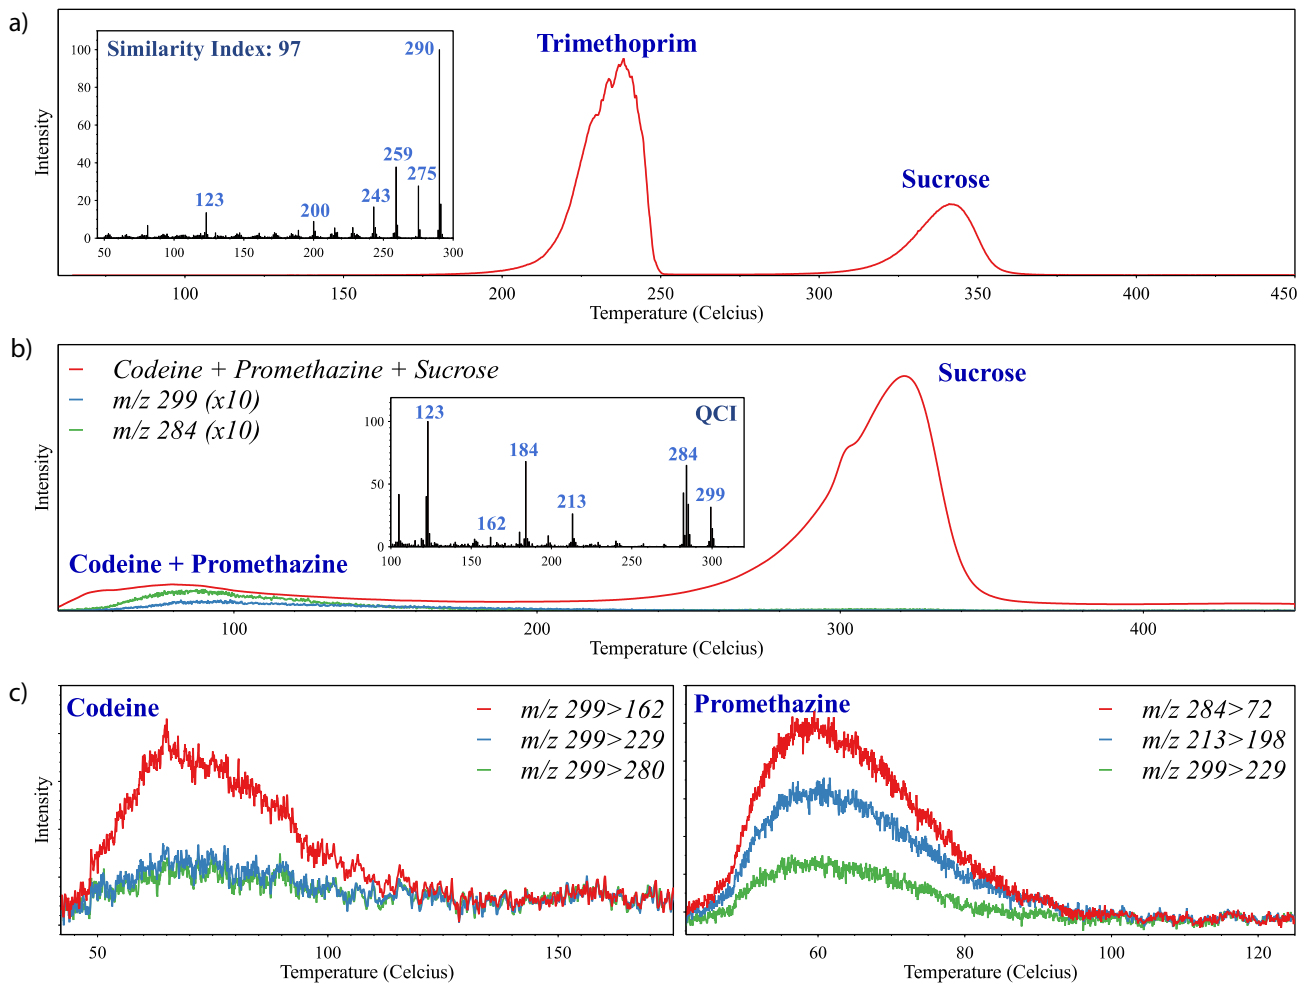 a)
Similarity Index: 97
290
Trimethoprim
100
80
60
40
20
0
Intensity
259
275
243
123
200
Sucrose
50 100 150 200 250 300
100 150 200 250 300 350 400 450
Temperature (Celcius)
b)
Codeine + Promethazine + Sucrose
m/z 299 (x10)
m/z 284 (x10)
Sucrose
QCI
123
184
284
299
213
162
100
50
0
100 150 200 250 300
Intensity
Codeine + Promethazine
100 200 300 400
Temperature (Celcius)
c)
Codeine
m/z 299>162
m/z 299>229
m/z 299>280
Intensity
50 100 150
Temperature (Celcius)
Promethazine
m/z 284>72
m/z 213>198
m/z 299>229
60 80 100 120
Temperature (Celcius)